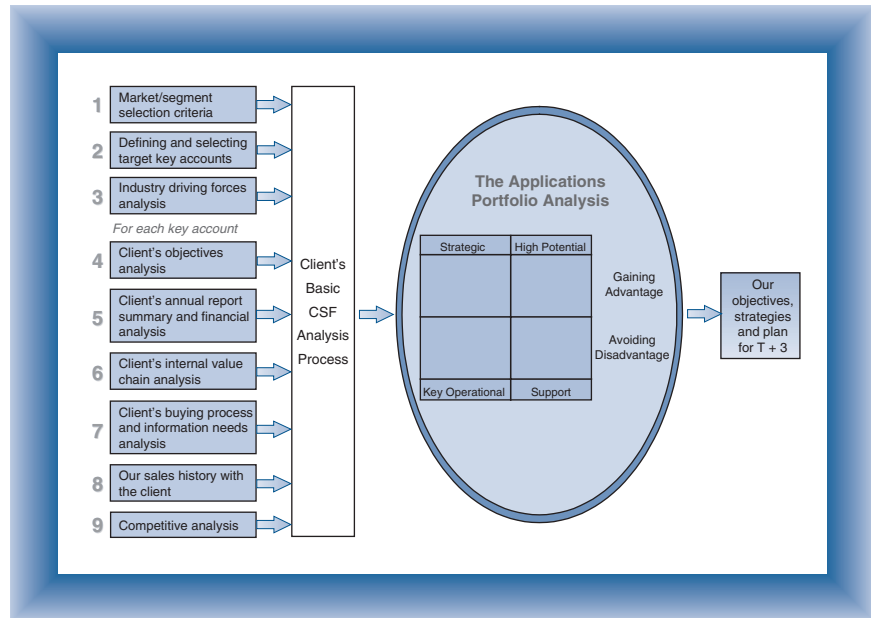 1
Market/segment
selection criteria
2
Defining and selecting
target key accounts
3
Industry driving forces
analysis
For each key account
4
Client's objectives
analysis
5
Client's annual report
summary and financial
analysis
6
Client's internal value
chain analysis
7
Client's buying process
and information needs
analysis
8
Our sales history with
the client
9
Competitive analysis
Client's
Basic
CSF
Analysis
Process
The Applications
Portfolio Analysis
Strategic
High Potential
Key Operational
Support
Gaining
Advantage
Avoiding
Disadvantage
Our
objectives,
strategies
and plan
for T + 3